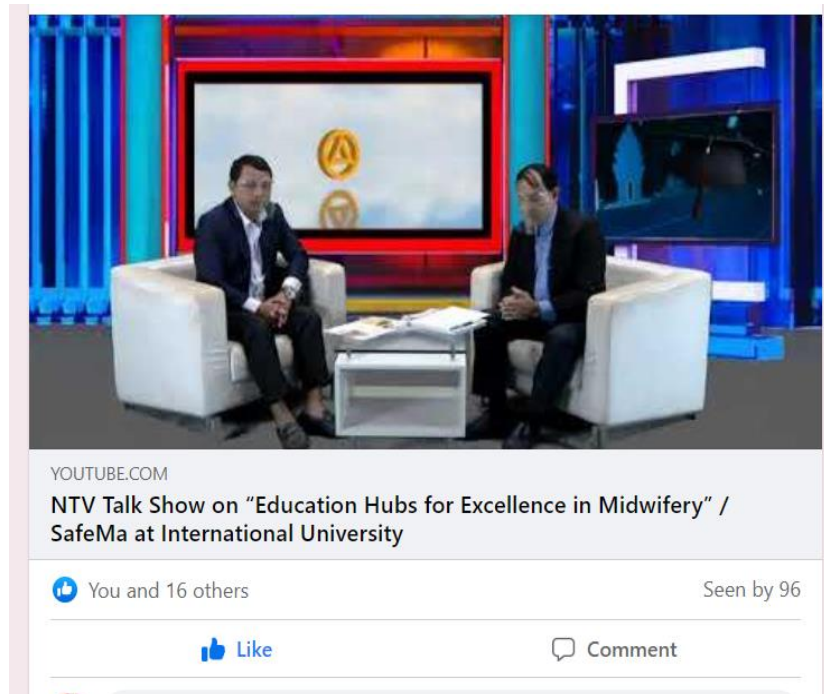 YOUTUBE.COM
NTV Talk Show on “Education Hubs for Excellence in Midwifery” /
SafeMa at International University
You and 16 others
Seen by 96
Like
Comment